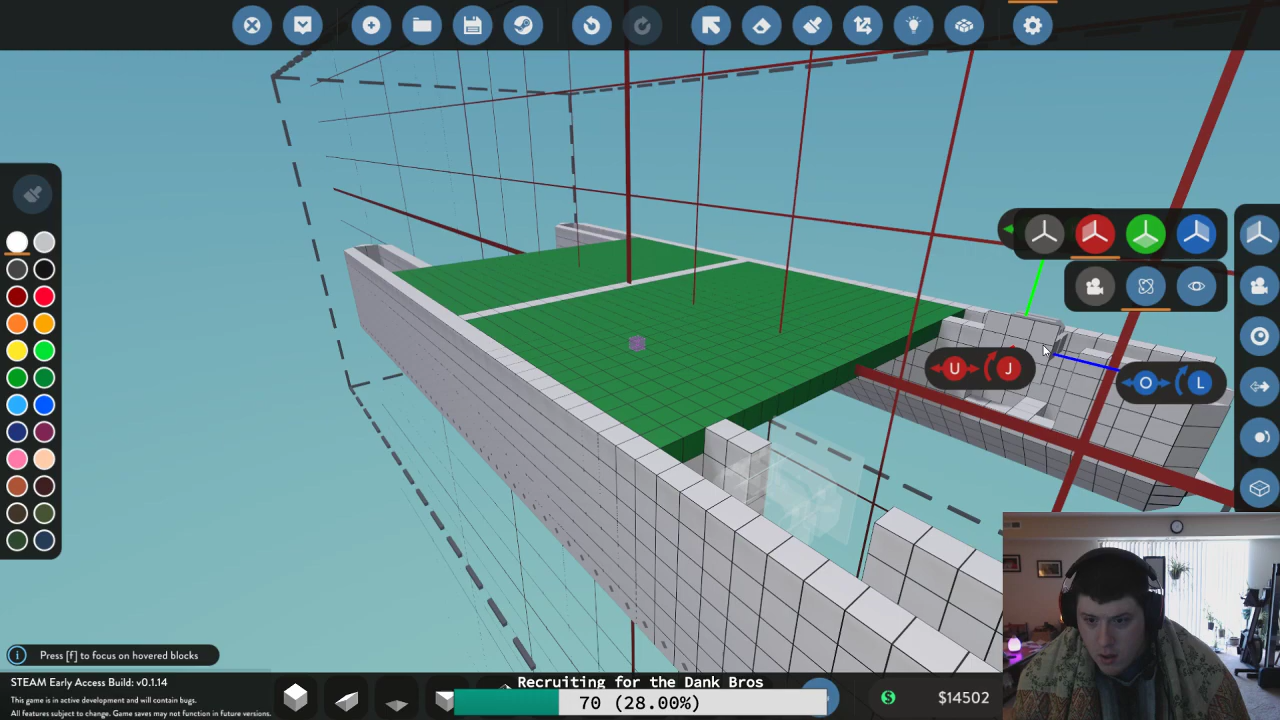 U
J
O
L
Press [f] to focus on hovered blocks
STEAM Early Access Build: v0.1.14
This game is in active development and will contain bugs.
All features subject to change. Game saves may not function in future versions.
Recruiting for the Dank Bros
70 (28.00%)
$
$14502